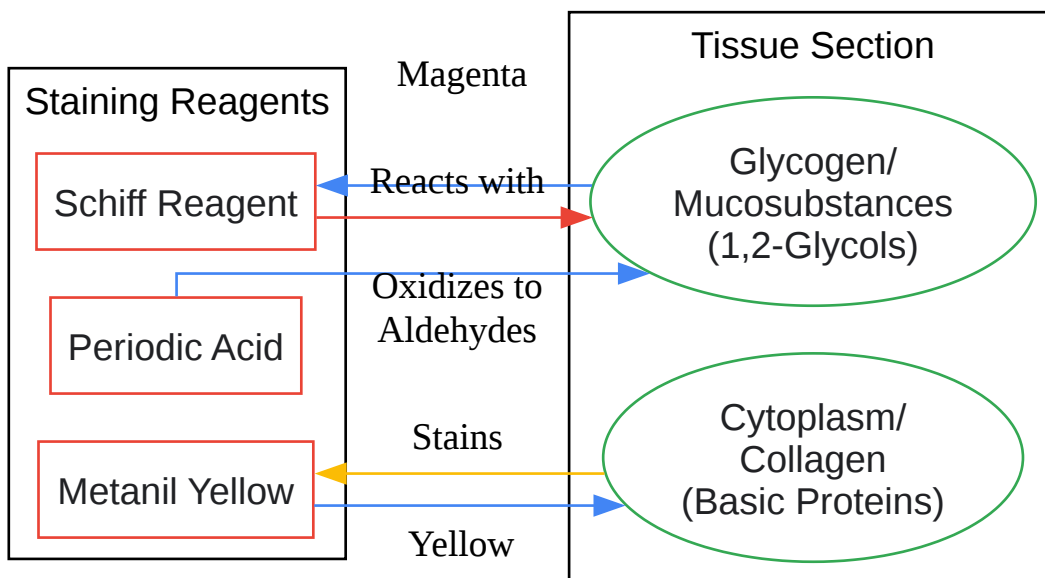 Staining Reagents
Schiff Reagent
Periodic Acid
Metanil Yellow
Magenta
Reacts with
Oxidizes to
Aldehydes
Stains
Yellow
Tissue Section
Glycogen/
Mucosubstances
(1,2-Glycols)
Cytoplasm/
Collagen
(Basic Proteins)